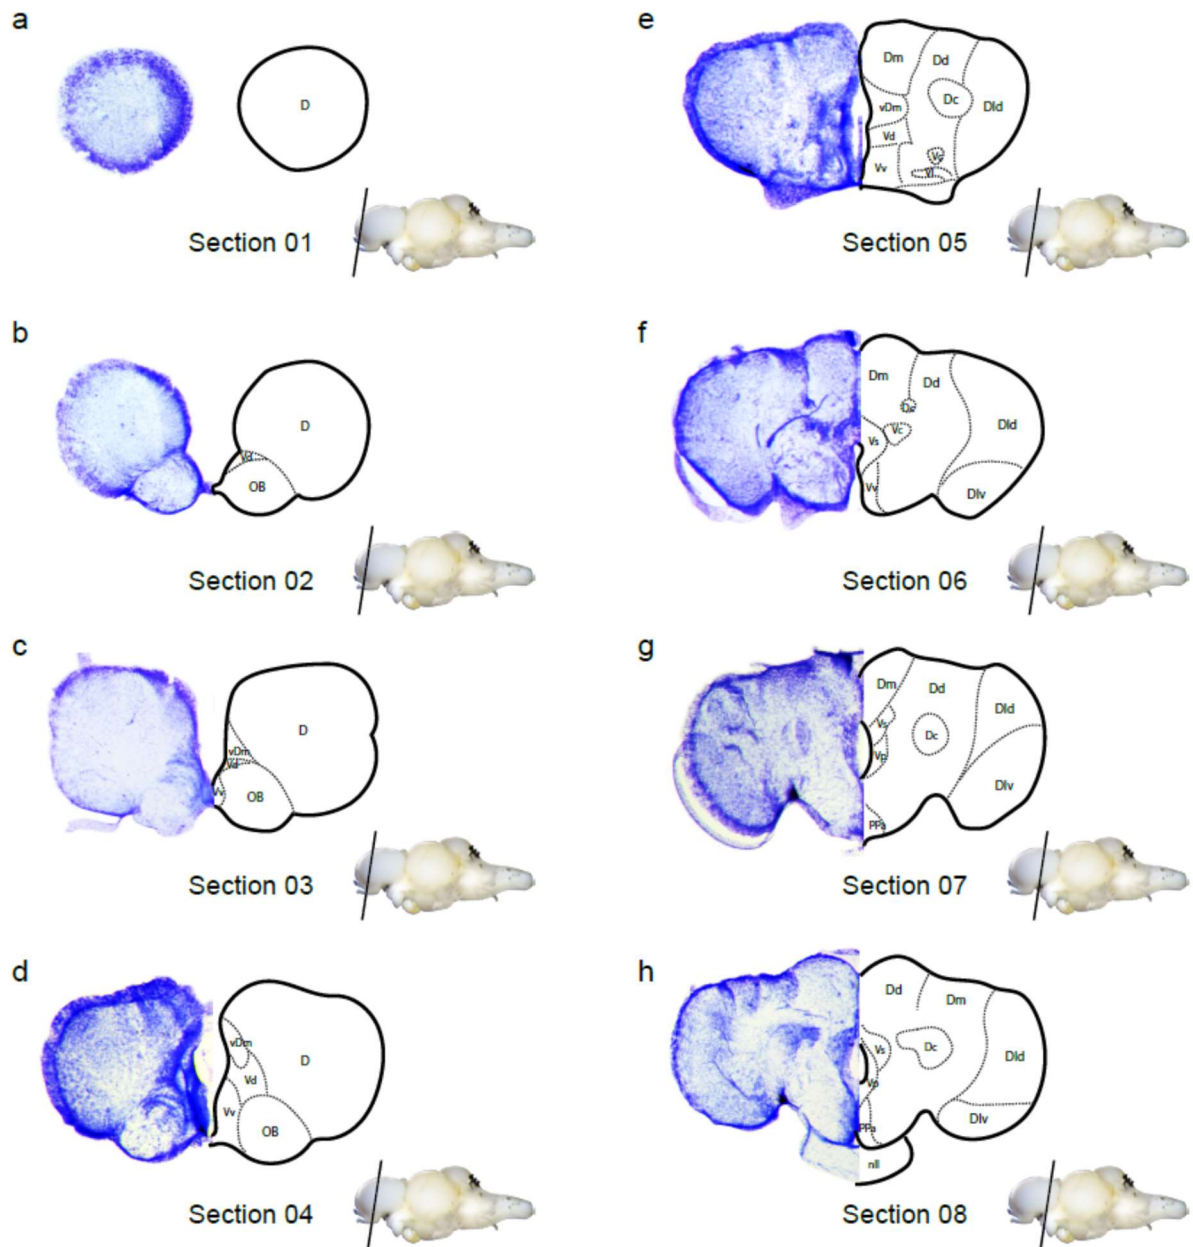 a
D
Section 01
b
D
Vd
OB
Section 02
c
D
vDm
Vd
Vv
OB
Section 03
d
vDm
D
Vd
Vv
OB
Section 04
e
Dm
Dd
Dc
Dld
vDm
Vd
Vc
Vv
Vl
Section 05
f
Dm
Dd
Dc
Dld
Vc
Vs
Vv
Dlv
Section 06
g
Dm
Dd
Dld
Vs
Dc
Vp
Dlv
PPa
Section 07
h
Dd
Dm
Vs
Dc
Dld
Vp
PPa
Dlv
nII
Section 08